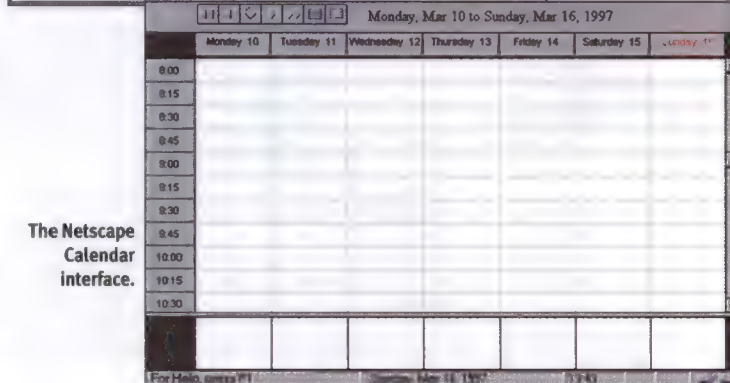 Monday, Mar 10 to Sunday, Mar 16, 1997
Monday 10 Tuesday 11 Wednesday 12 Thursday 13 Friday 14 Saturday 15
8:00
8:15
8:30
8:45
9:00
9:15
9:30
9:45
10:00
10:15
10:30
The Netscape
Calendar
interface.
For Help, press F1